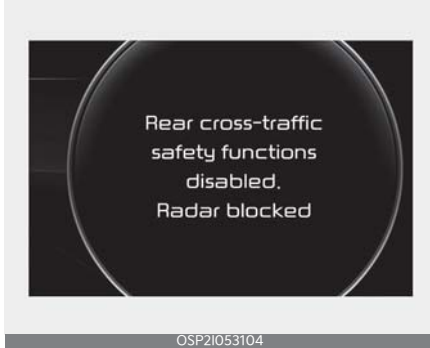 Rear cross-traffic
safety functions
disabled.
Radar blocked
OSP2I053104